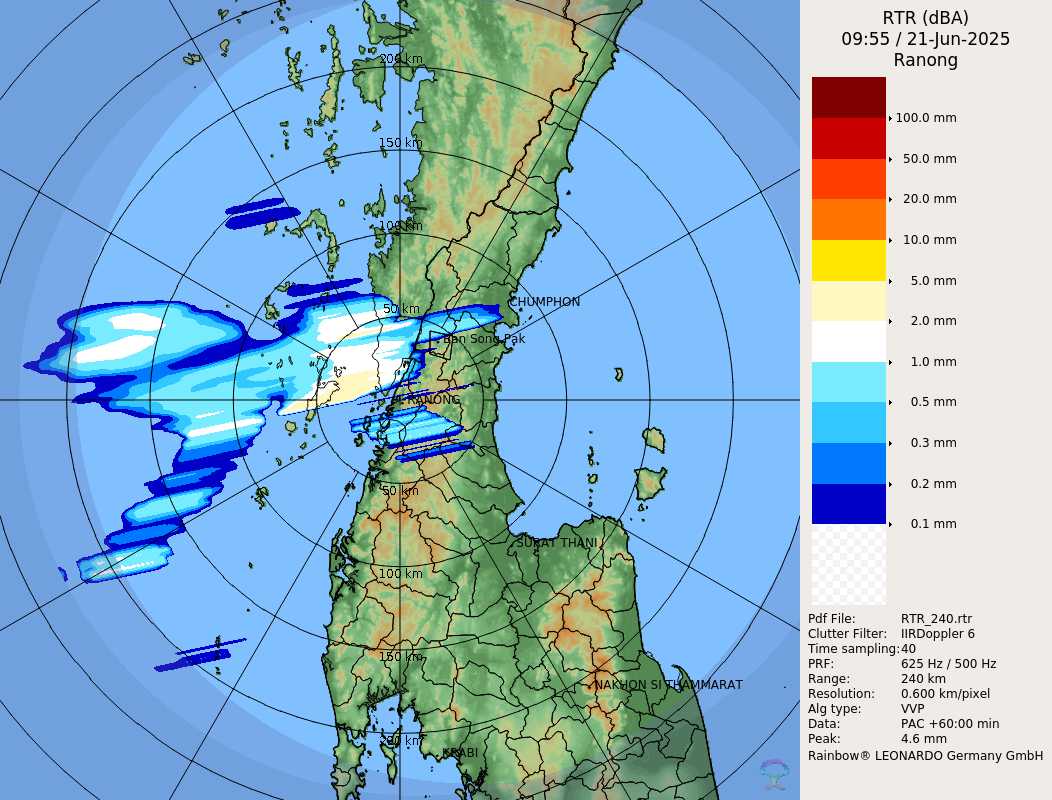 RTR (dBA)
09:55 / 21-Jun-2025
Ranong
100.0 mm
50.0 mm
20.0 mm
10.0 mm
5.0 mm
2.0 mm
1.0 mm
0.5 mm
0.3 mm
0.2 mm
0.1 mm
Pdf File: RTR_240.rtr
Clutter Filter: IIRDoppler 6
Time sampling:40
PRF: 625 Hz / 500 Hz
Range: 240 km
Resolution: 0.600 km/pixel
Alg type: VVP
Data: PAC +60:00 min
Peak: 4.6 mm
Rainbow® LEONARDO Germany GmbH
200 km
150 km
100 km
50 km
CHUMPHON
Ban Song Pak
RANONG
50 km
SURAT THANI
100 km
150 km
NAKHON SI THAMMARAT
200 km
KRABI